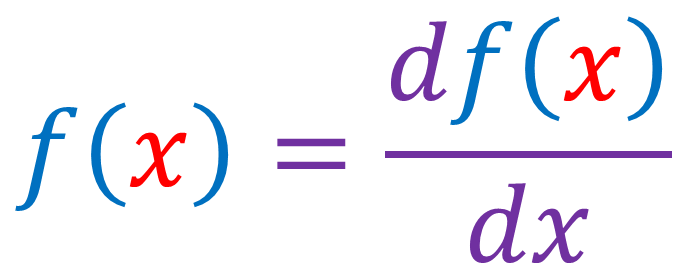 f(x) = df(x)/dx